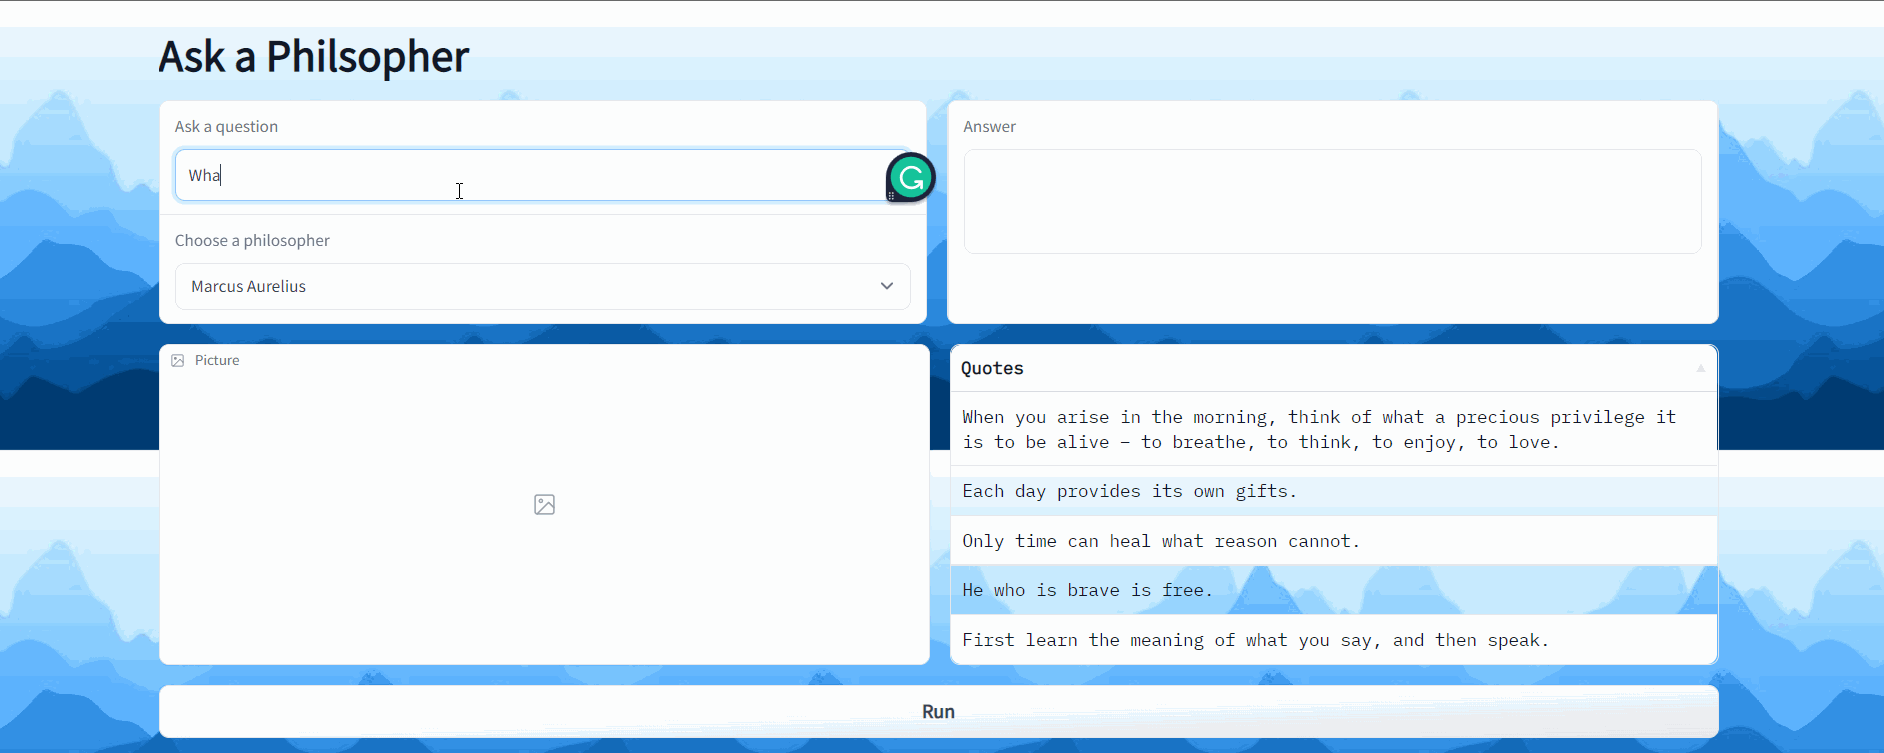 Ask a Philsopher
Ask a question
Wha
Choose a philosopher
Marcus Aurelius
Answer
Picture
Quotes
When you arise in the morning, think of what a precious privilege it
is to be alive – to breathe, to think, to enjoy, to love.
Each day provides its own gifts.
Only time can heal what reason cannot.
He who is brave is free.
First learn the meaning of what you say, and then speak.
Run